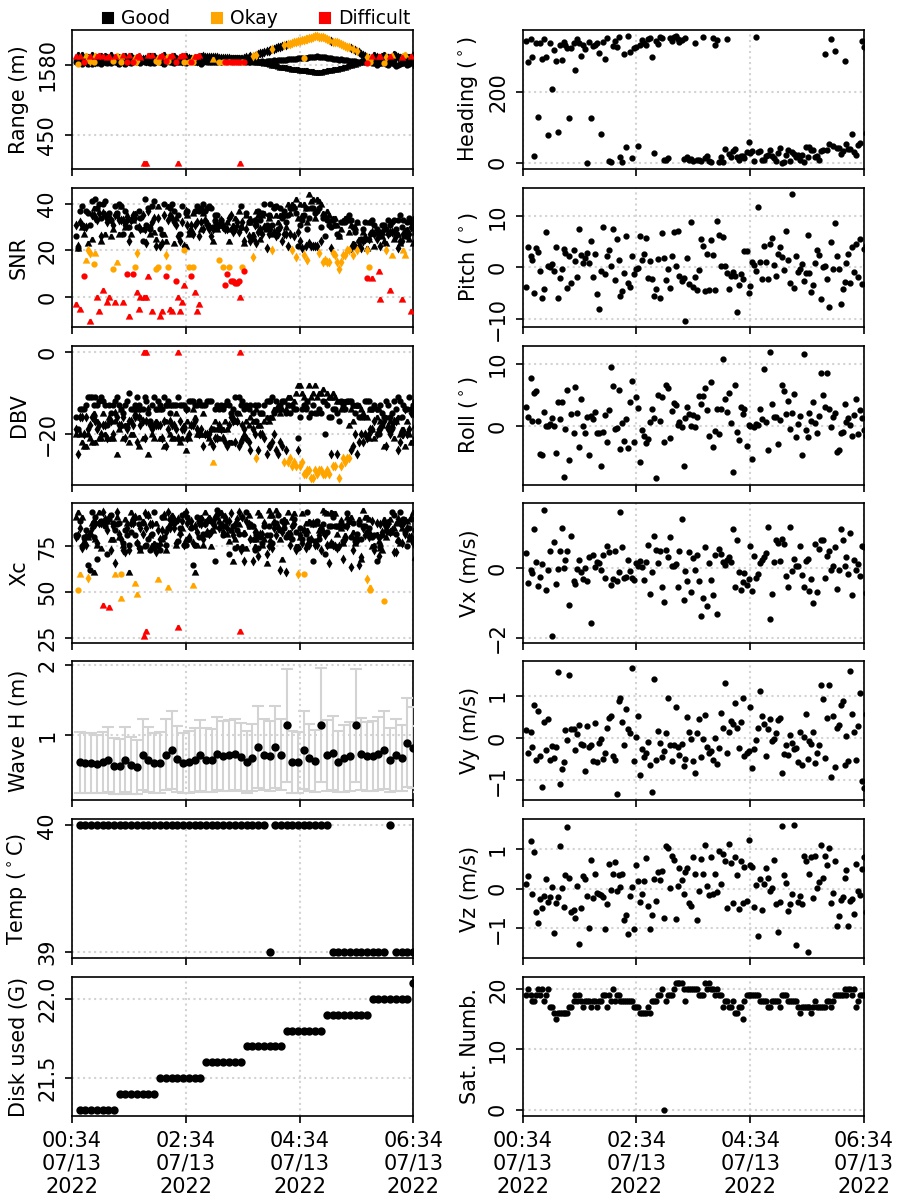 Good Okay Difficult
Range (m)
1580
450
Heading (°)
200
0
SNR
40
20
0
Pitch (°)
10
0
−10
DBV
0
−20
Roll (°)
10
0
Xc
75
50
25
Vx (m/s)
0
−2
Wave H (m)
2
1
Vy (m/s)
1
0
−1
Temp (°C)
40
39
Vz (m/s)
1
0
−1
Disk used (G)
22.0
21.5
Sat. Numb.
20
10
0
00:34 02:34 04:34 06:34 00:34 02:34 04:34 06:34
07/13 07/13 07/13 07/13 07/13 07/13 07/13 07/13
2022 2022 2022 2022 2022 2022 2022 2022